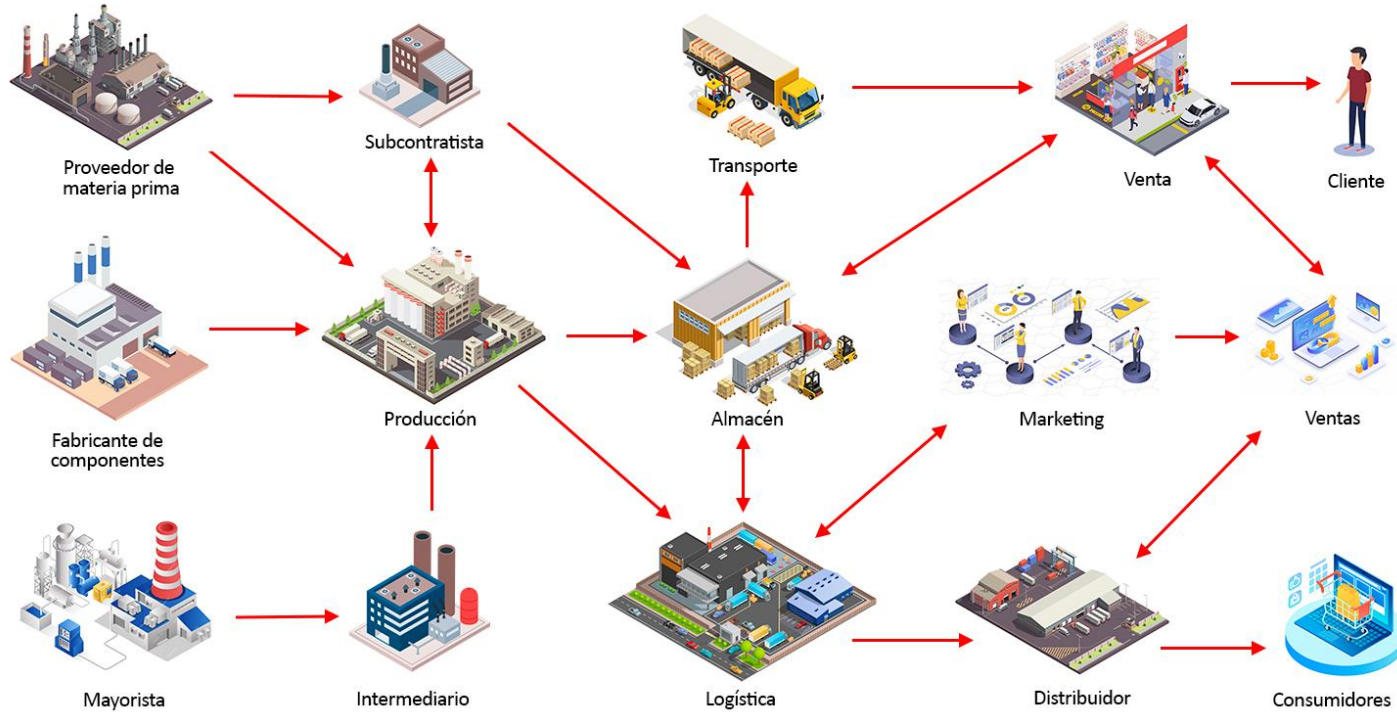 Proveedor de
materia prima
Subcontratista
Transporte
Venta
Cliente
Fabricante de
componentes
Producción
Almacén
Marketing
Ventas
Mayorista
Intermediario
Logística
Distribuidor
Consumidores